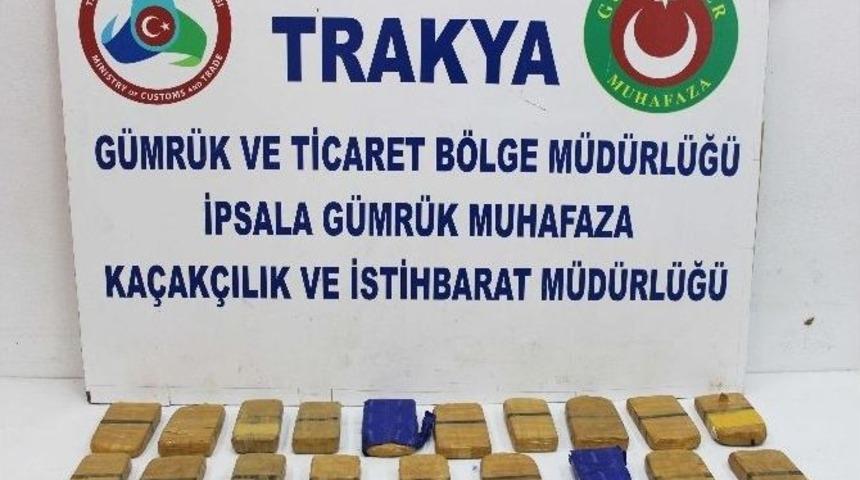 MINISTRY OF CUSTOMS AND TRADE
TRAKYA
MUHAFAZA
GÜMRÜK VE TİCARET BÖLGE MÜDÜRLÜĞÜ
İPSALA GÜMRÜK MUHAFAZA
KAÇAKÇILIK VE İSTİHBARAT MÜDÜRLÜĞÜ